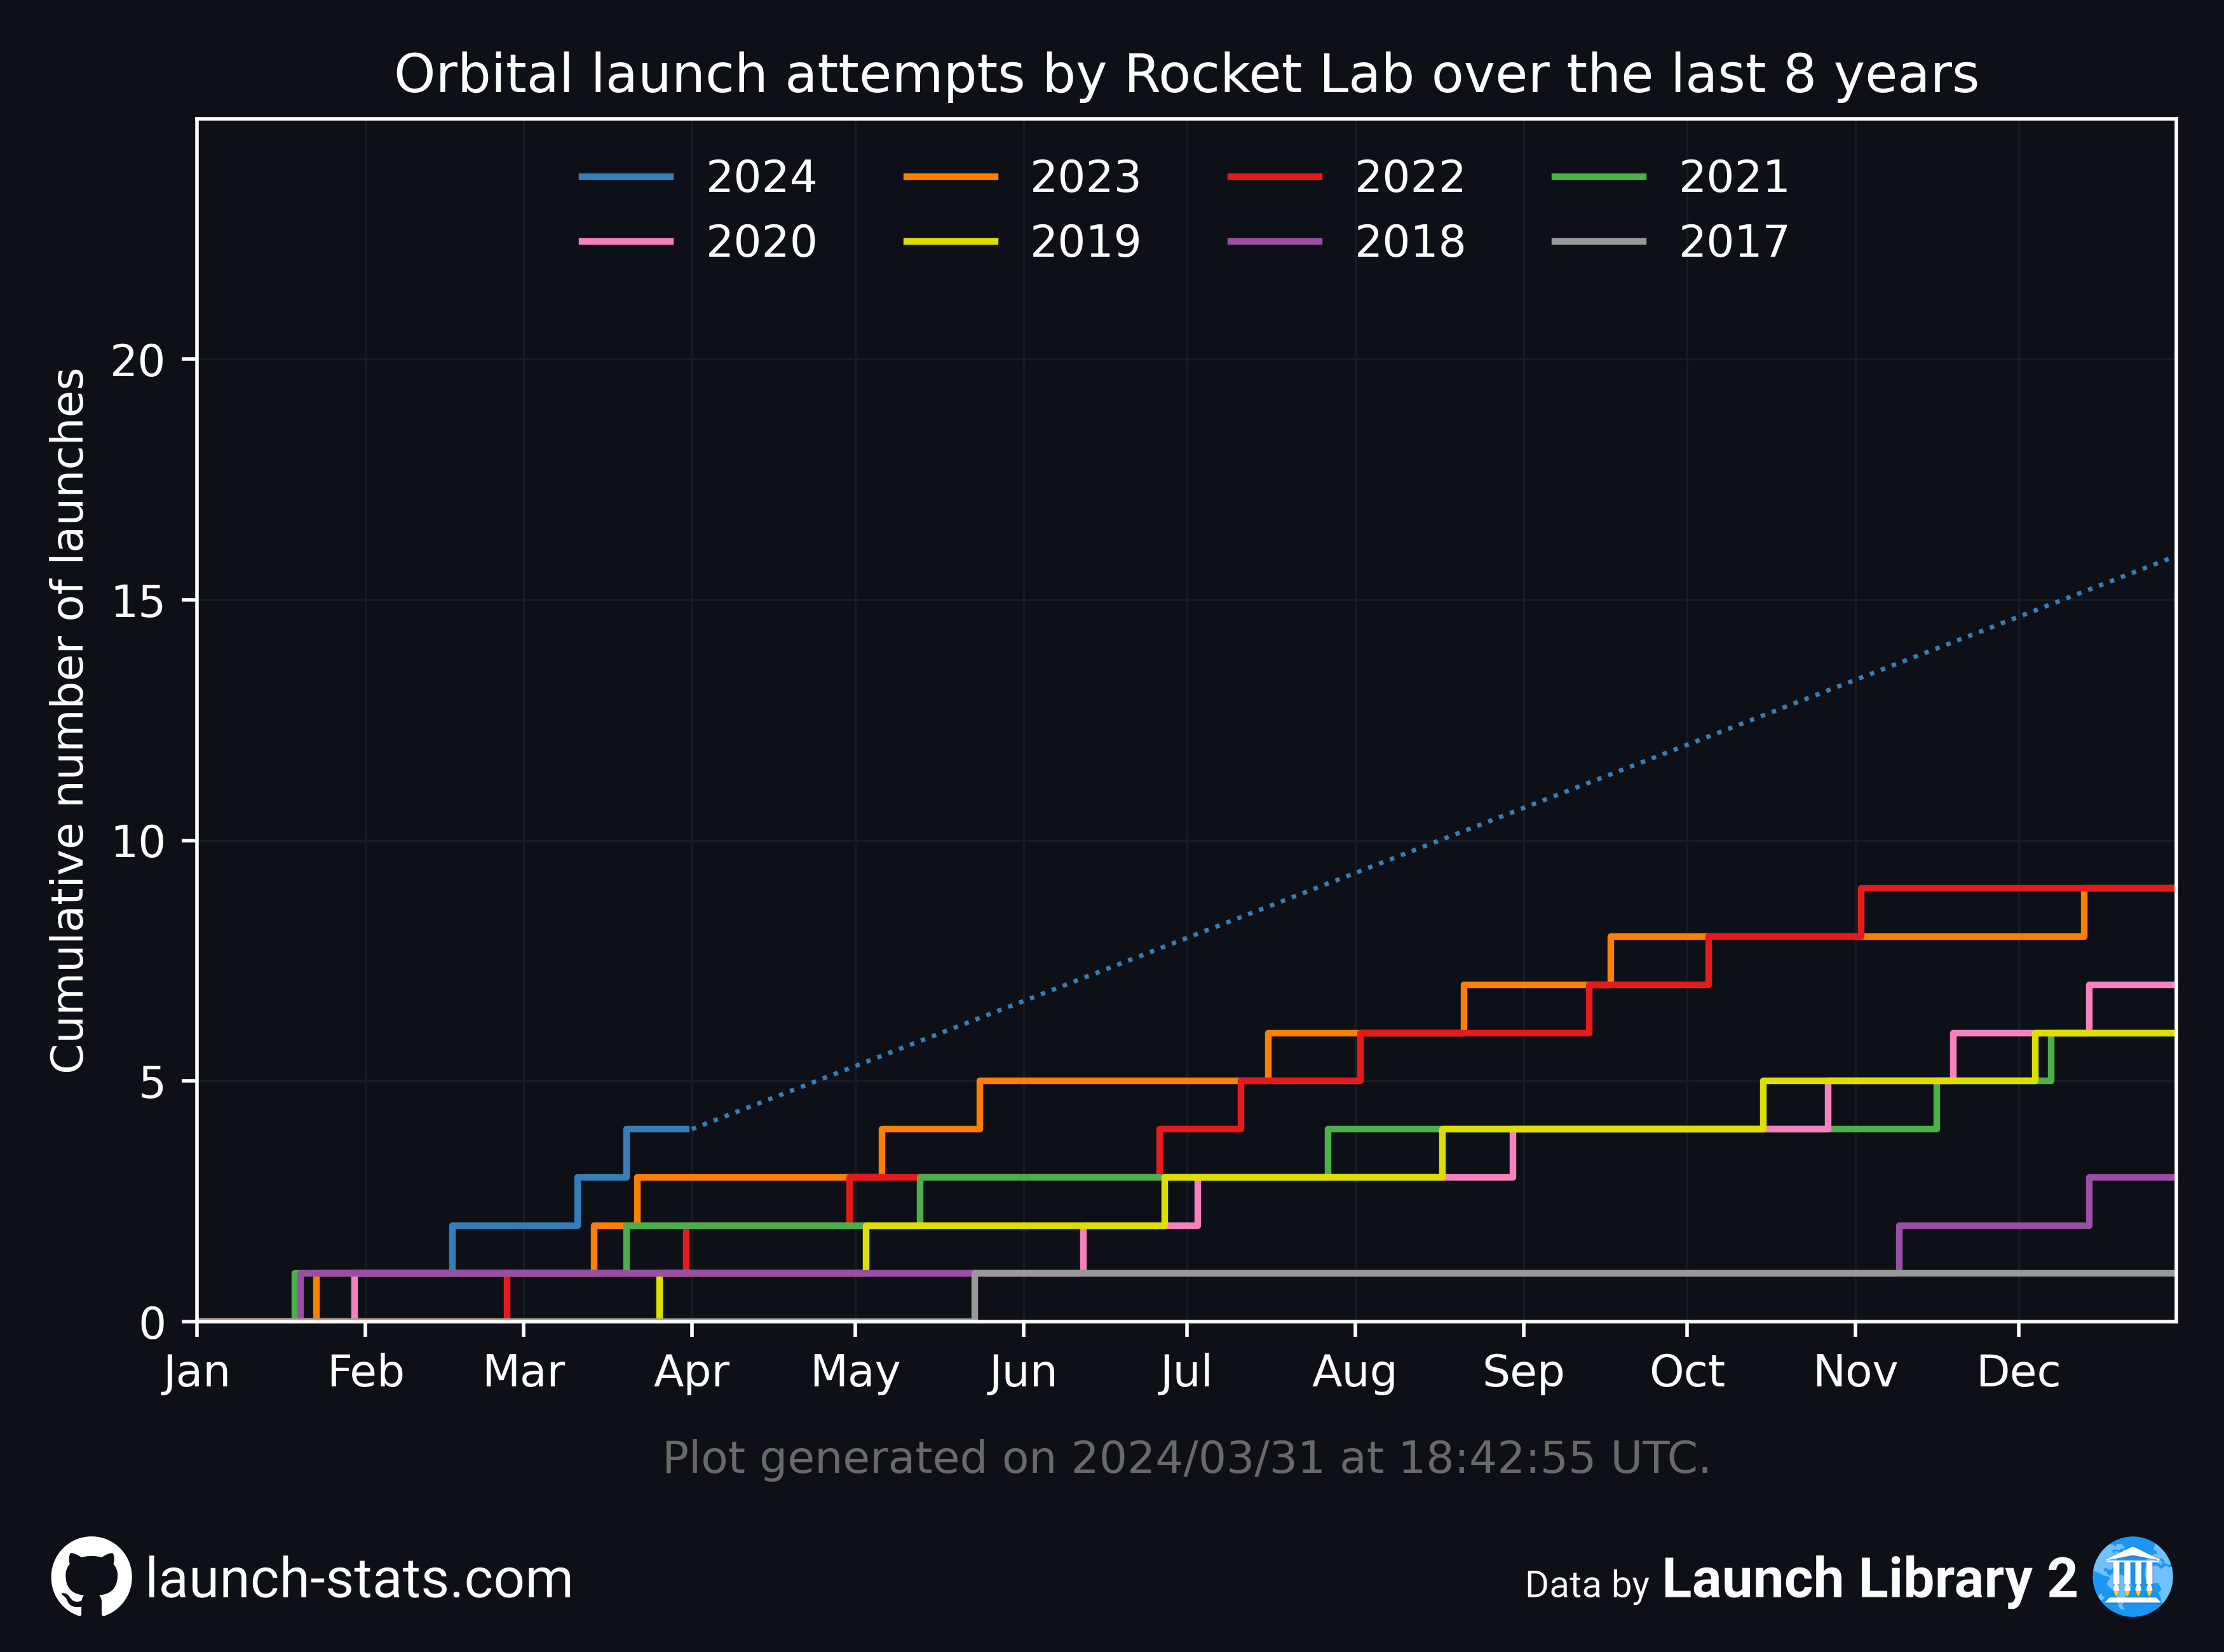 Orbital launch attempts by Rocket Lab over the last 8 years
2024 2023 2022 2021
2020 2019 2018 2017
Cumulative number of launches
20
15
10
5
0
Jan Feb Mar Apr May Jun Jul Aug Sep Oct Nov Dec
Plot generated on 2024/03/31 at 18:42:55 UTC.
launch-stats.com
Data by Launch Library 2